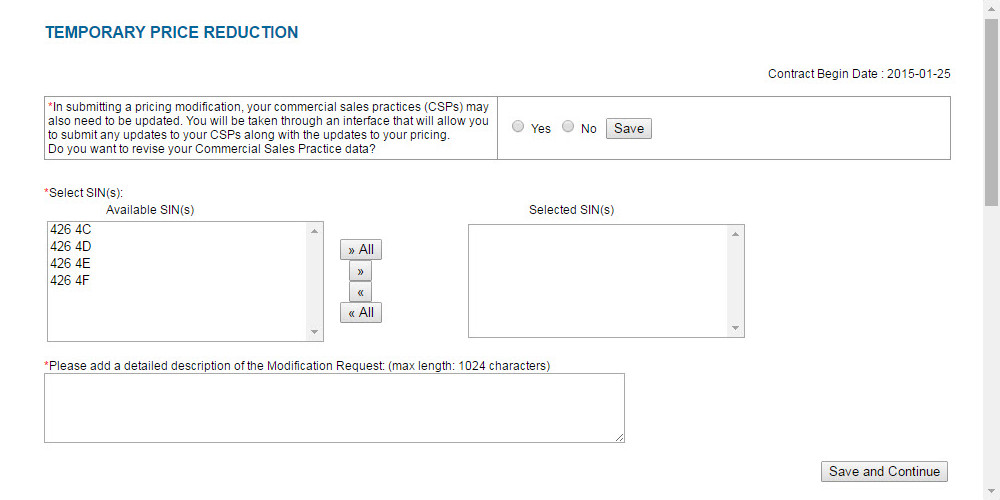 TEMPORARY PRICE REDUCTION
Contract Begin Date : 2015-01-25
*In submitting a pricing modification, your commercial sales practices (CSPs) may
also need to be updated. You will be taken through an interface that will allow you
to submit any updates to your CSPs along with the updates to your pricing.
Do you want to revise your Commercial Sales Practice data?
Yes No Save
*Select SIN(s):
Available SIN(s)
426 4C
426 4D
426 4E
426 4F
» All
»
«
« All
Selected SIN(s)
*Please add a detailed description of the Modification Request: (max length: 1024 characters)
Save and Continue